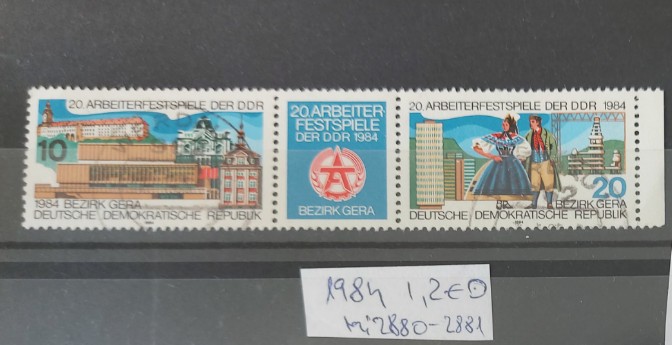 20. ARBEITERFESTSPIELE DER DDR
10
1984 BEZIRK GERA
DEUTSCHE DEMOKRATISCHE REPUBLIK
20. ARBEITER-
FESTSPIELE
DER DDR 1984
BEZIRK GERA
20. ARBEITERFESTSPIELE DER DDR 1984
20
BEZIRK GERA
DEUTSCHE DEMOKRATISCHE REPUBLIK
1984 1,2€
Mi 2880-2881